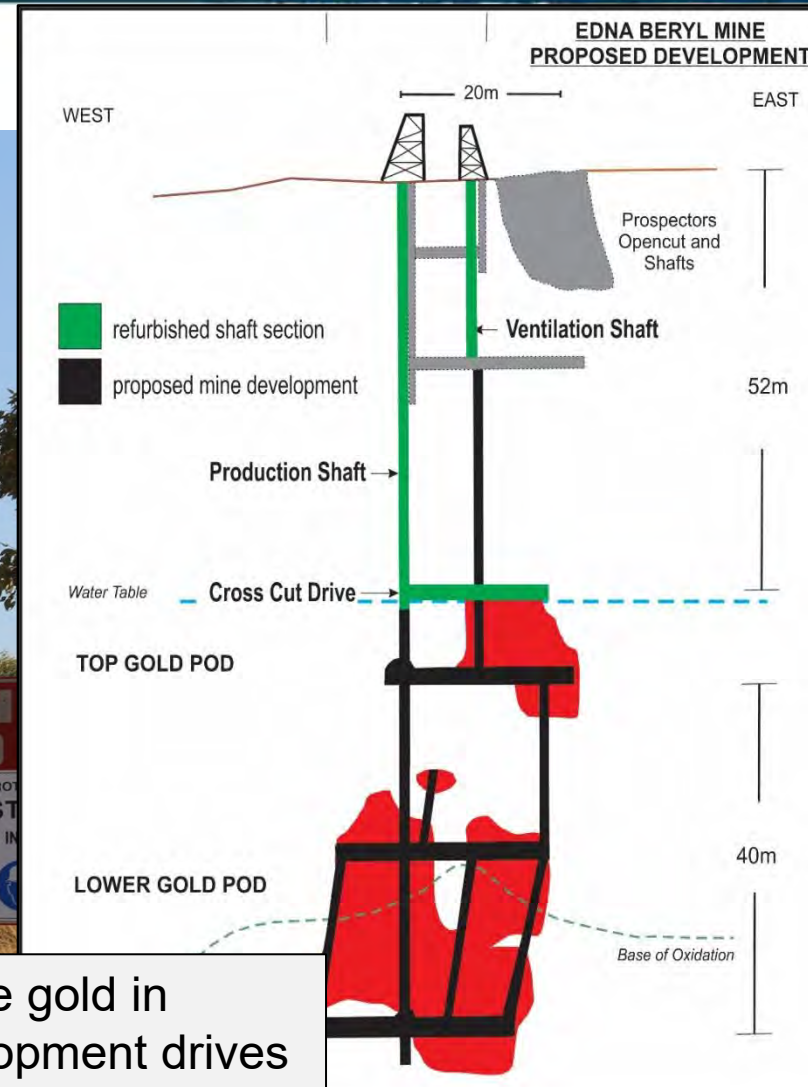 EDNA BERYL MINE
PROPOSED DEVELOPMENT
20m
WEST
EAST
Prospectors
Opencut and
Shafts
refurbished shaft section
Ventilation Shaft
proposed mine development
52m
Production Shaft
Water Table
Cross Cut Drive
TOP GOLD POD
40m
LOWER GOLD POD
Base of Oxidation
gold in
drives